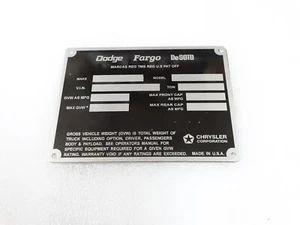 Dodge Fargo DeSOTO
MARCAS REG TMS REG U S PAT OFF
MAKE MODEL
V.I.N. TON
GVW AS MFG MAX FRONT CAP AS MFG
MAX GVW* MAX REAR CAP AS MFG
GROSS VEHICLE WEIGHT (GVW) IS TOTAL WEIGHT OF
TRUCK INCLUDING OPTION, DRIVER, PASSENGERS
BODY & PAYLOAD. SEE OPERATORS MANUAL FOR
SPECIFIC EQUIPMENT REQUIRED FOR A GIVEN GVW
RATING. WARRANTY VOID IF ANY RATINGS ARE EXCEEDED.
CHRYSLER
CORPORATION
MADE IN U.S.A.